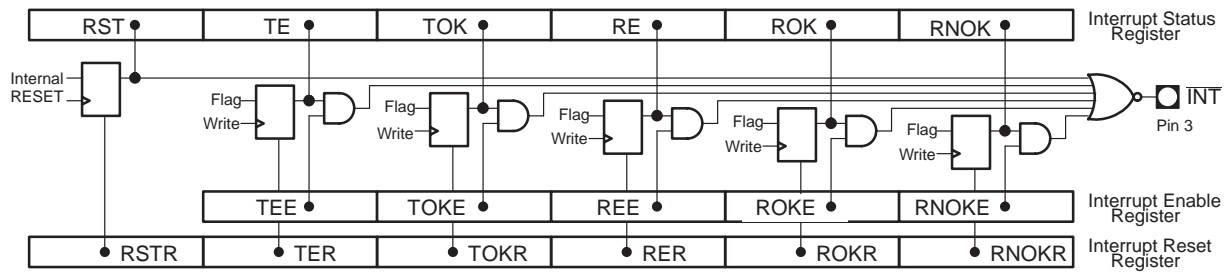 RST TE TOK RE ROK RNOK Interrupt Status
Register
Internal
RESET
Flag
Write
Flag
Write
Flag
Write
Flag
Write
Flag
Write
INT
Pin 3
TEE TOKE REE ROKE RNOKE Interrupt Enable
Register
RSTR TER TOKR RER ROKR RNOKR Interrupt Reset
Register